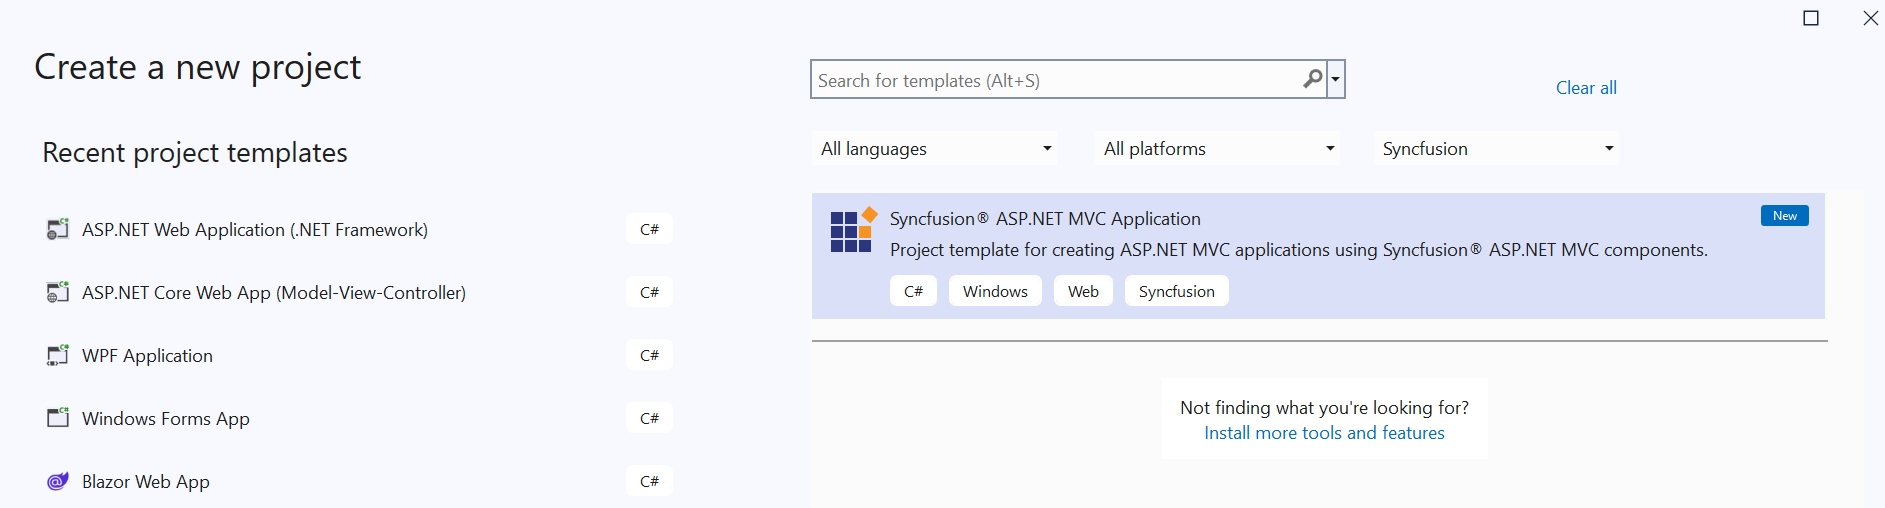 Create a new project
Search for templates (Alt+S)
Clear all
Recent project templates
All languages
All platforms
Syncfusion
ASP.NET Web Application (.NET Framework)
C#
ASP.NET Core Web App (Model-View-Controller)
C#
WPF Application
C#
Windows Forms App
C#
Blazor Web App
C#
Syncfusion® ASP.NET MVC Application
New
Project template for creating ASP.NET MVC applications using Syncfusion® ASP.NET MVC components.
C#
Windows
Web
Syncfusion
Not finding what you're looking for?
Install more tools and features